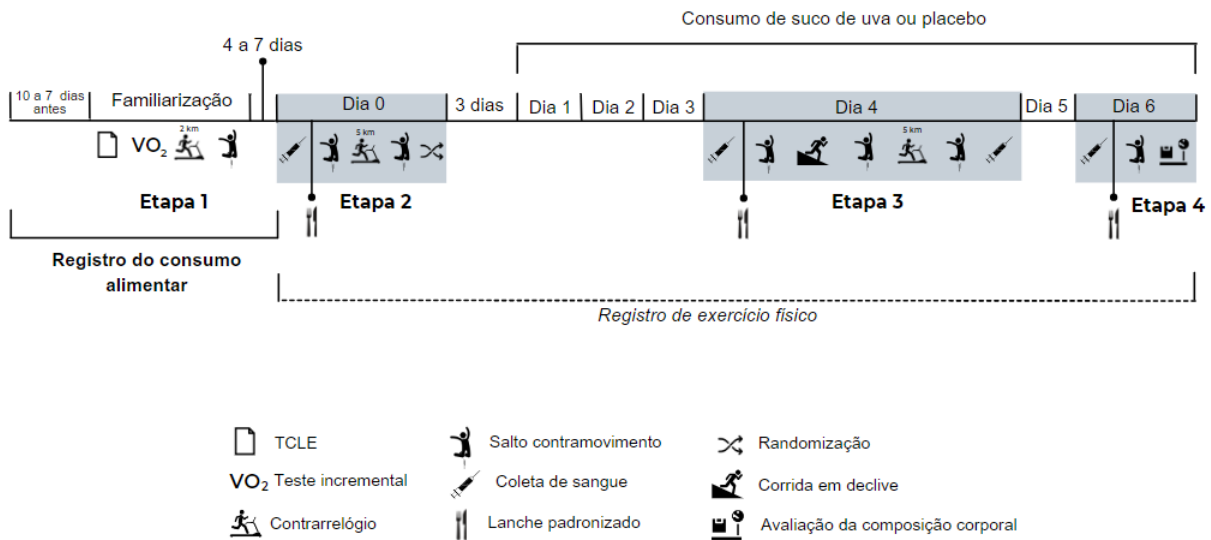 Consumo de suco de uva ou placebo
4 a 7 dias
10 a 7 dias
antes
Familiarização
Dia 0
3 dias
Dia 1
Dia 2
Dia 3
Dia 4
Dia 5
Dia 6
VO₂
2 km
5 km
5 km
Etapa 1
Etapa 2
Etapa 3
Etapa 4
Registro do consumo
alimentar
Registro de exercício físico
TCLE
Salto contramovimento
Randomização
VO₂ Teste incremental
Coleta de sangue
Corrida em declive
Contrarrelógio
Lanche padronizado
Avaliação da composição corporal